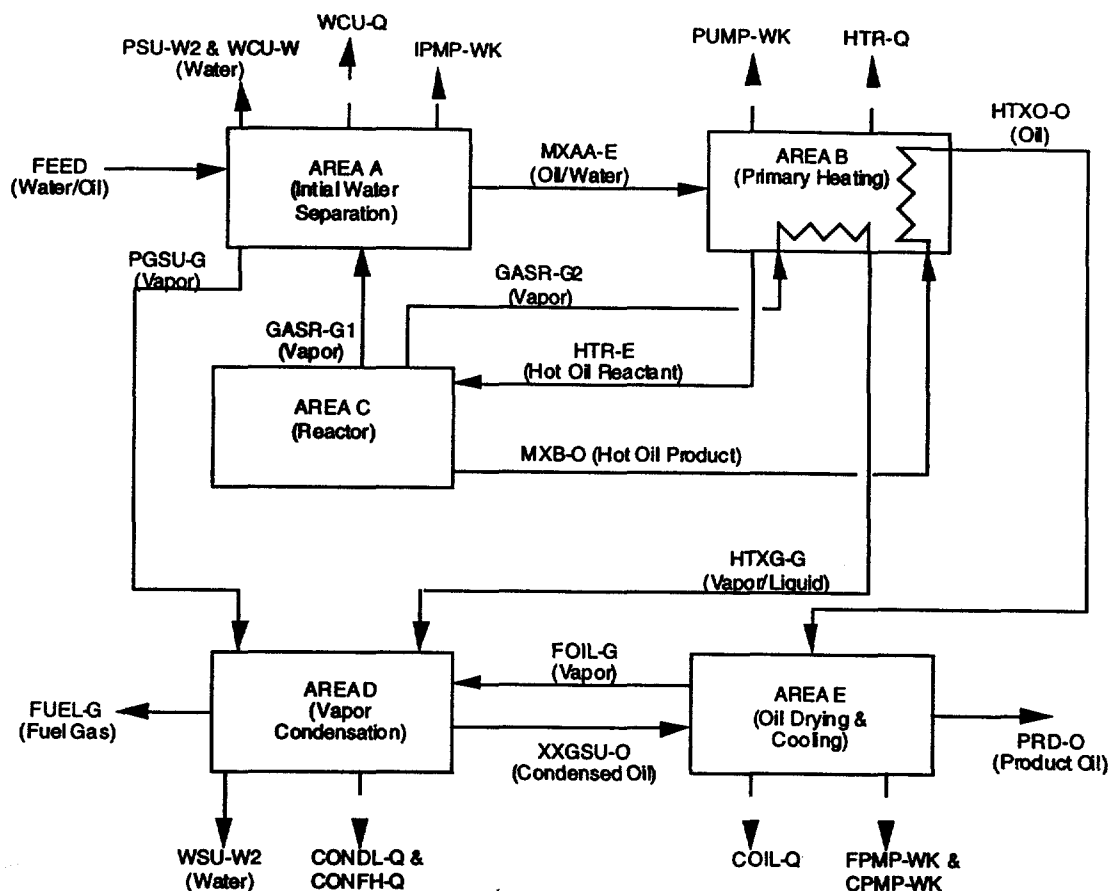 WCU-Q
PSU-W2 & WCU-W
(Water)
IPMP-WK
PUMP-WK
HTR-Q
HTXO-O
(Oil)
FEED
(Water/Oil)
AREA A
(Intial Water
Separation)
MXAA-E
(Oil/Water)
AREA B
(Primary Heating)
PGSU-G
(Vapor)
GASR-G2
(Vapor)
GASR-G1
(Vapor)
HTR-E
(Hot Oil Reactant)
AREA C
(Reactor)
MXB-O (Hot Oil Product)
HTXG-G
(Vapor/Liquid)
FOIL-G
(Vapor)
AREA D
(Vapor
Condensation)
AREA E
(Oil Drying &
Cooling)
FUEL-G
(Fuel Gas)
XXGSU-O
(Condensed Oil)
PRD-O
(Product Oil)
WSU-W2
(Water)
CONDL-Q &
CONFH-Q
COIL-Q
FPMP-WK &
CPMP-WK